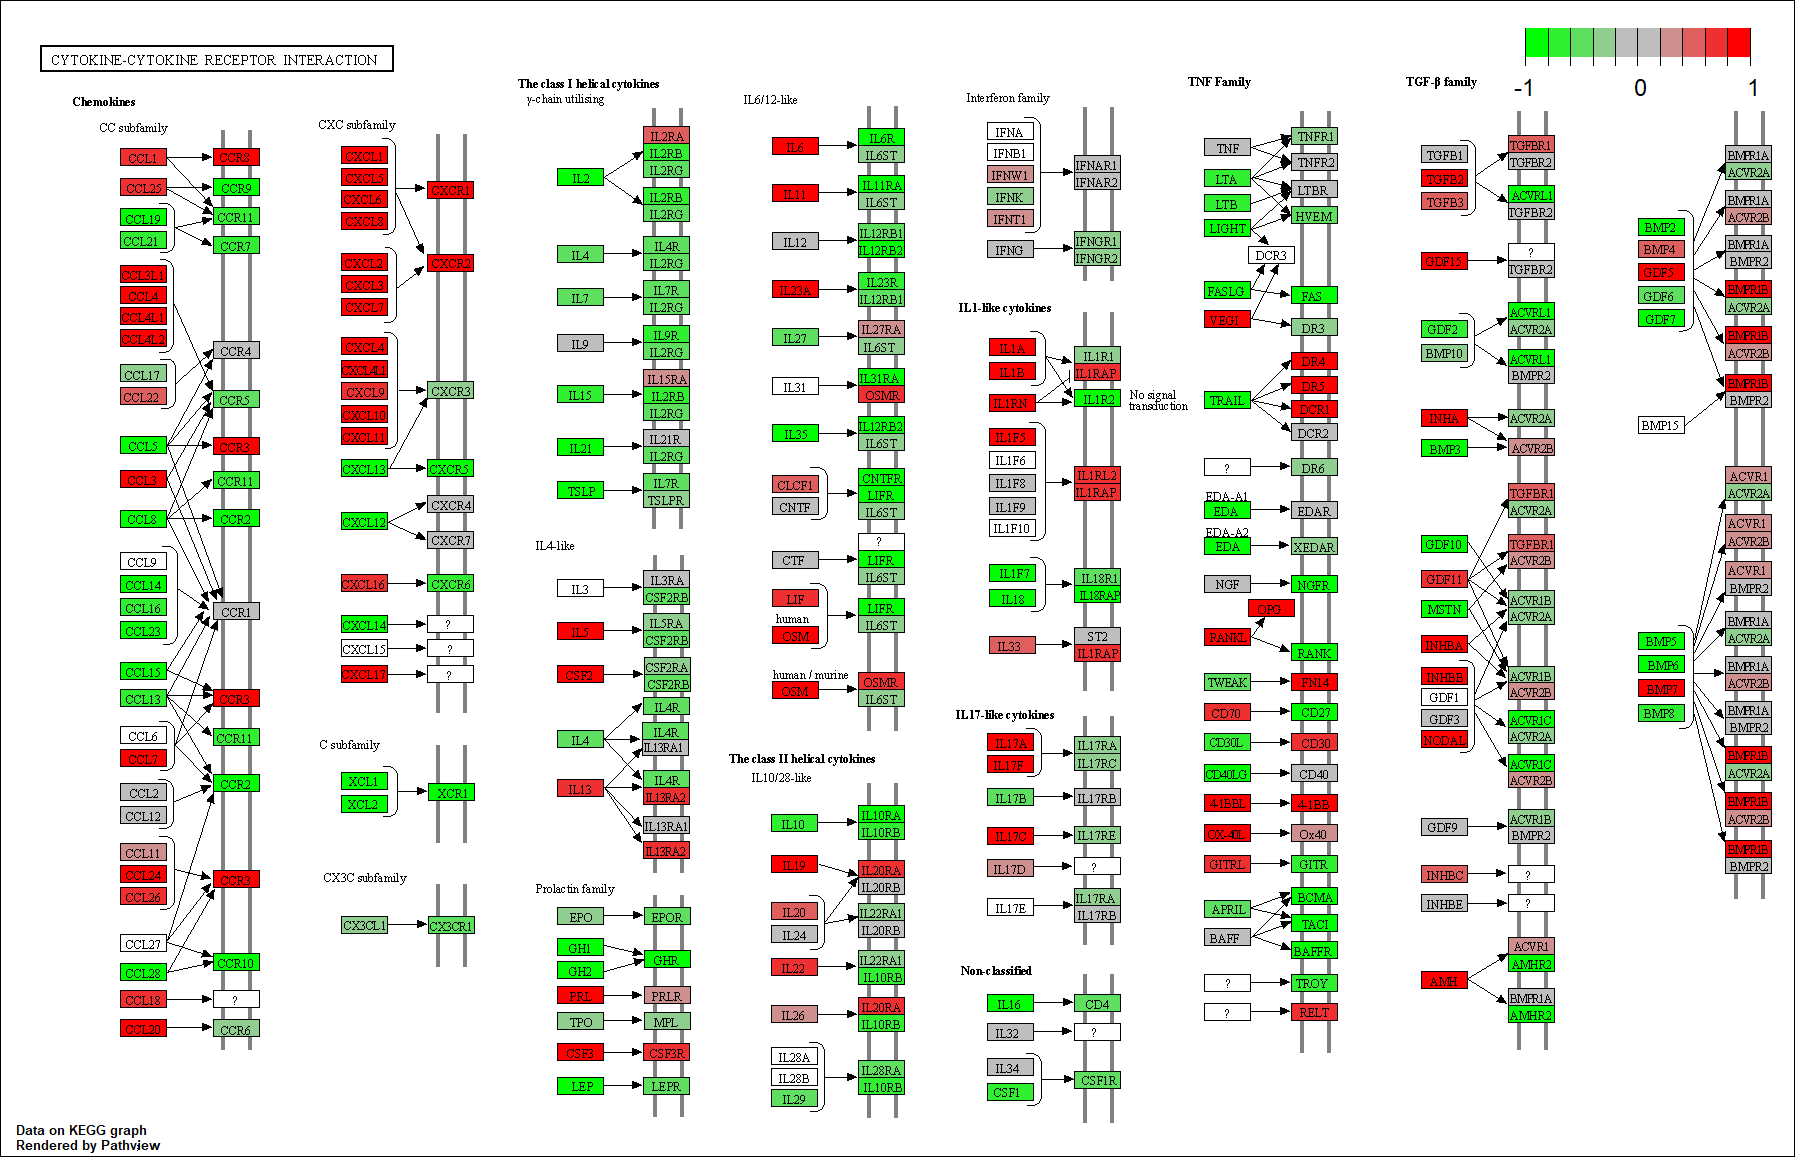 CYTOKINE-CYTOKINE RECEPTOR INTERACTION
-1
0
1
Chemokines
CC subfamily
CCL1
CCR8
CCL25
CCR9
CCL19
CCR11
CCL21
CCR7
CCL3L1
CCL4
CCL4L1
CCL4L2
CCR4
CCL17
CCL22
CCR5
CCL5
CCR3
CCL3
CCR11
CCL8
CCR2
CCL9
CCL14
CCL16
CCR1
CCL23
CCL15
CCL13
CCR3
CCL6
CCR11
CCL7
CCR2
CCL2
CCL12
CCL11
CCL24
CCR3
CCL26
CCL27
CCR10
CCL28
CCL18
?
CCL20
CCR6
CXC subfamily
CXCL1
CXCL5
CXCR1
CXCL6
CXCL8
CXCL2
CXCR2
CXCL3
CXCL7
CXCL4
CXCL4L1
CXCL9
CXCR3
CXCL10
CXCL11
CXCL13
CXCR5
CXCR4
CXCL12
CXCR7
CXCL16
CXCR6
CXCL14
?
CXCL15
?
CXCL17
?
C subfamily
XCL1
XCR1
XCL2
CX3C subfamily
CX3CL1
CX3CR1
The class I helical cytokines
γ-chain utilising
IL2RA
IL2RB
IL2RG
IL2
IL2RB
IL2RG
IL4
IL4R
IL2RG
IL7
IL7R
IL2RG
IL9
IL9R
IL2RG
IL15RA
IL15
IL2RB
IL2RG
IL21
IL21R
IL2RG
TSLP
IL7R
TSLPR
IL4-like
IL3
IL3RA
CSF2RB
IL5
IL5RA
CSF2RB
CSF2
CSF2RA
CSF2RB
IL4R
IL4
IL4R
IL13RA1
IL13
IL4R
IL13RA2
IL13RA1
IL13RA2
Prolactin family
EPO
EPOR
GH1
GHR
GH2
PRL
PRLR
TPO
MPL
CSF3
CSF3R
LEP
LEPR
IL6/12-like
IL6
IL6R
IL6ST
IL11
IL11RA
IL6ST
IL12
IL12RB1
IL12RB2
IL23A
IL23R
IL12RB1
IL27
IL27RA
IL6ST
IL31
IL31RA
OSMR
IL35
IL12RB2
IL6ST
CLCF1
CNTFR
LIFR
CNTF
IL6ST
?
CTF
LIFR
IL6ST
LIF
LIFR
human
IL6ST
OSM
human / murine
OSM
OSMR
IL6ST
The class II helical cytokines
IL10/28-like
IL10
IL10RA
IL10RB
IL19
IL20RA
IL20RB
IL20
IL22RA1
IL24
IL20RB
IL22
IL22RA1
IL10RB
IL26
IL20RA
IL10RB
IL28A
IL28B
IL28RA
IL29
IL10RB
Interferon family
IFNA
IFNB1
IFNW1
IFNAR1
IFNK
IFNAR2
IFNT1
IFNG
IFNGR1
IFNGR2
IL1-like cytokines
IL1A
IL1R1
IL1B
IL1RAP
IL1RN
IL1R2
No signal
transduction
IL1F5
IL1F6
IL1F8
IL1RL2
IL1F9
IL1RAP
IL1F10
IL1F7
IL18R1
IL18
IL18RAP
IL33
ST2
IL1RAP
IL17-like cytokines
IL17A
IL17RA
IL17F
IL17RC
IL17B
IL17RB
IL17C
IL17RE
IL17D
?
IL17E
IL17RA
IL17RB
Non-classified
IL16
CD4
IL32
?
IL34
CSF1R
CSF1
TNF Family
TNF
TNFR1
TNFR2
LTA
LTBR
LTB
HVEM
LIGHT
DCR3
FASLG
FAS
VEGI
DR3
DR4
DR5
TRAIL
DCR1
DCR2
?
DR6
EDA-A1
EDA
EDAR
EDA-A2
EDA
XEDAR
NGF
NGFR
OPG
RANKL
RANK
TWEAK
FN14
CD70
CD27
CD30L
CD30
CD40LG
CD40
4-1BBL
4-1BB
OX-40L
Ox40
GITRL
GITR
BCMA
APRIL
TACI
BAFF
BAFFR
?
TROY
?
RELT
TGF-β family
TGFB1
TGFBR1
TGFBR2
TGFB2
ACVRL1
TGFB3
TGFBR2
?
GDF15
TGFBR2
GDF2
ACVRL1
ACVR2A
BMP10
ACVRL1
BMPR2
INHA
ACVR2A
BMP3
ACVR2B
TGFBR1
ACVR2A
GDF10
TGFBR1
ACVR2B
GDF11
MSTN
ACVR1B
ACVR2A
INHBA
INHBB
ACVR1B
ACVR2B
GDF1
GDF3
ACVR1C
ACVR2A
NODAL
ACVR1C
ACVR2B
GDF9
ACVR1B
BMPR2
INHBC
?
INHBE
?
ACVR1
AMHR2
AMH
BMPR1A
AMHR2
BMPR1A
ACVR2A
BMPR1A
ACVR2B
BMP2
BMP4
BMPR1A
BMPR2
GDF5
GDF6
BMPR1B
ACVR2A
GDF7
BMPR1B
ACVR2B
BMPR1B
BMPR2
BMP15
ACVR1
ACVR2A
ACVR1
ACVR2B
ACVR1
BMPR2
BMP5
BMPR1A
ACVR2A
BMP6
BMPR1A
ACVR2B
BMP7
BMP8
BMPR1A
BMPR2
BMPR1B
ACVR2A
BMPR1B
ACVR2B
BMPR1B
BMPR2
Data on KEGG graph
Rendered by Pathview